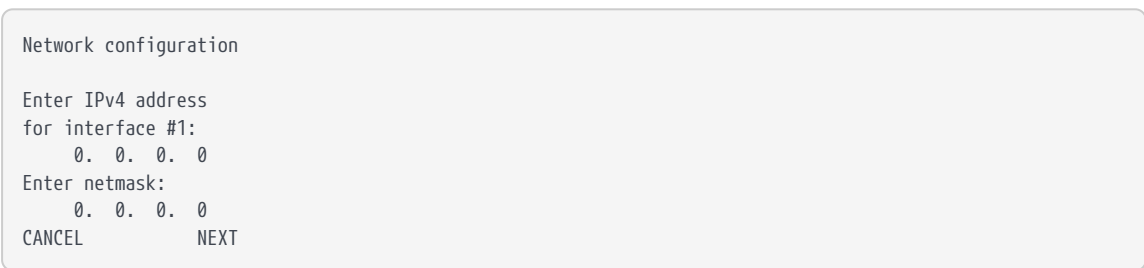 Network configuration
Enter IPv4 address
for interface #1:
0. 0. 0. 0
Enter netmask:
0. 0. 0. 0
CANCEL NEXT